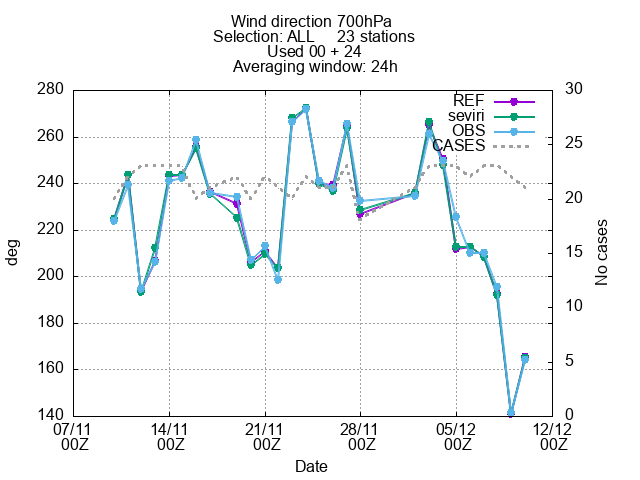 Wind direction 700hPa
Selection: ALL 23 stations
Used 00 + 24
Averaging window: 24h
280
260
240
220
200
180
160
140
30
25
20
15
10
5
0
REF
seviri
OBS
CASES
deg
No cases
07/11 14/11 21/11 28/11 05/12 12/12
00Z 00Z 00Z 00Z 00Z 00Z
Date